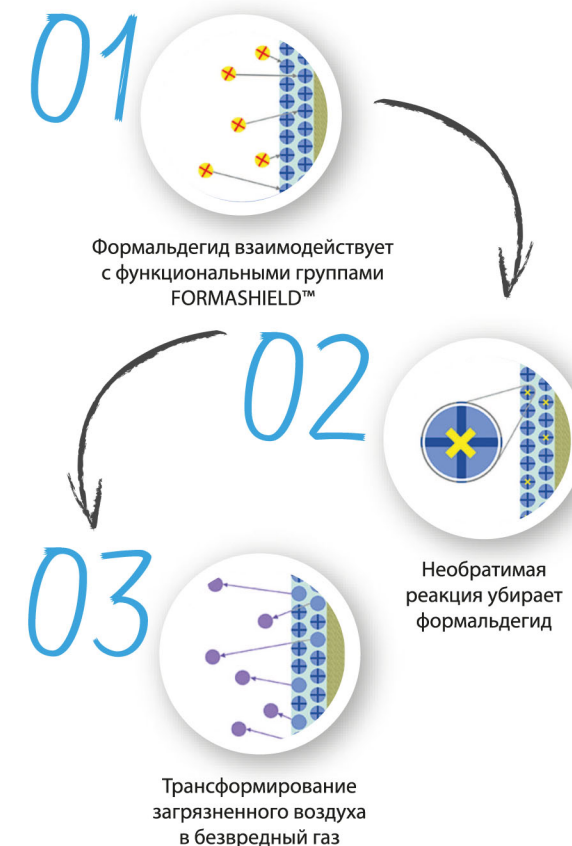 01
Формальдегид взаимодействует
с функциональными группами
FORMASHIELD™
02
Необратимая
реакция убирает
формальдегид
03
Трансформирование
загрязненного воздуха
в безвредный газ